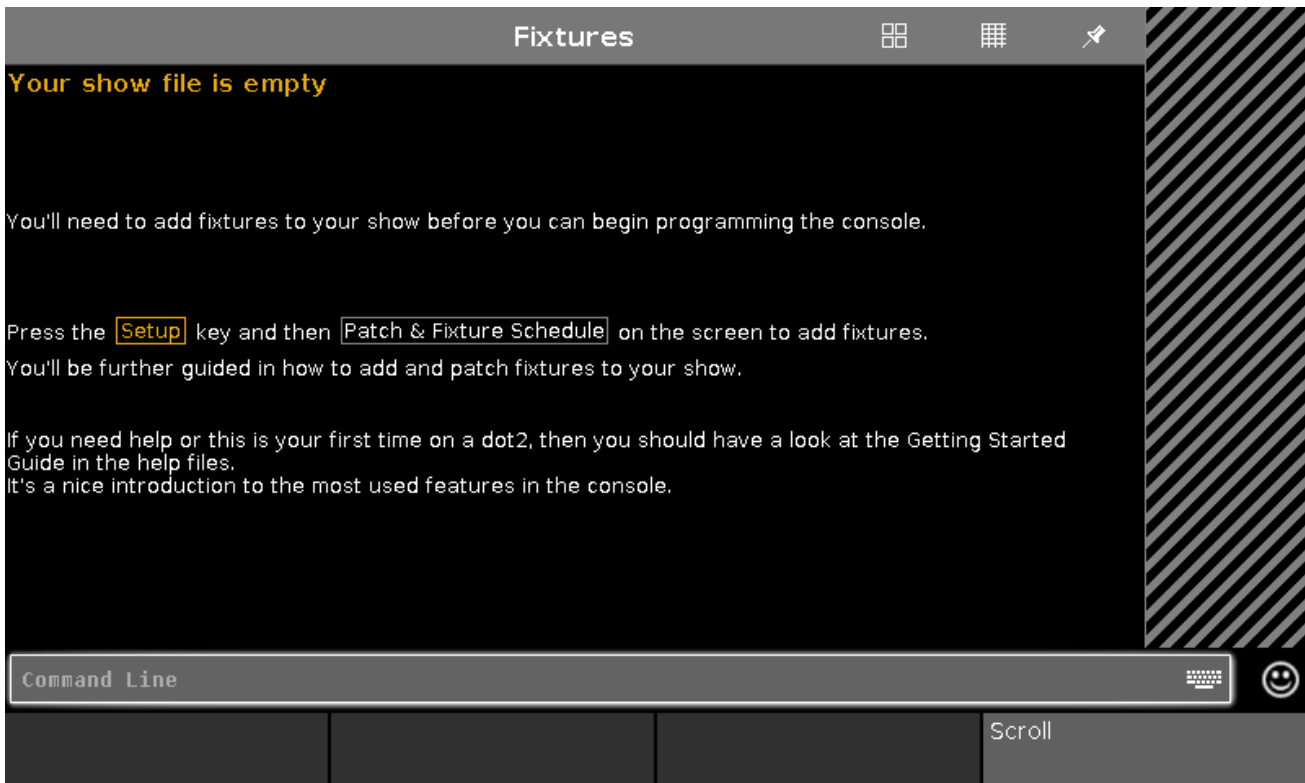 Fixtures
Your show file is empty
You'll need to add fixtures to your show before you can begin programming the console.
Press the Setup key and then Patch & Fixture Schedule on the screen to add fixtures.
You'll be further guided in how to add and patch fixtures to your show.
If you need help or this is your first time on a dot2, then you should have a look at the Getting Started
Guide in the help files.
It's a nice introduction to the most used features in the console.
Command Line
Scroll